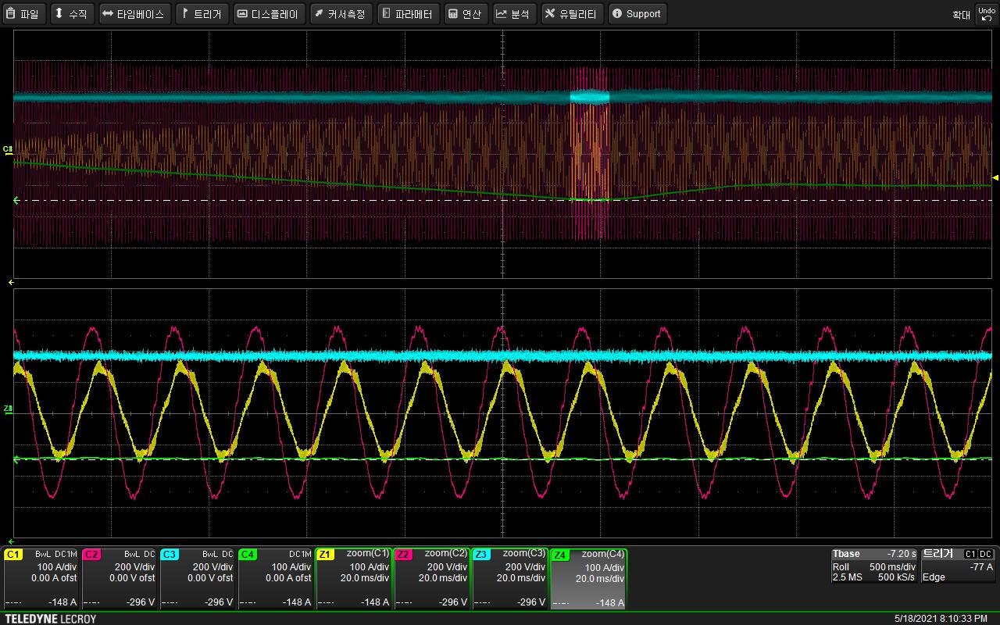 파일 수직 타임베이스 트리거 디스플레이 커서측정 파라메터 연산 분석 유틸리티 Support 확대 Undo
C1 BwL DC1M
100 A/div
0.00 A ofst
-148 A
C2 BwL DC
200 V/div
0.00 V ofst
-296 V
C3 BwL DC
200 V/div
0.00 V ofst
-296 V
C4 DC1M
100 A/div
0.00 A ofst
-148 A
Z1 zoom(C1)
100 A/div
20.0 ms/div
-148 A
Z2 zoom(C2)
200 V/div
20.0 ms/div
-296 V
Z3 zoom(C3)
200 V/div
20.0 ms/div
-296 V
Z4 zoom(C4)
100 A/div
20.0 ms/div
-148 A
Tbase -7.20 s
Roll 500 ms/div
2.5 MS 500 kS/s
트리거 C1 DC
-77 A
Edge
TELEDYNE LECROY 5/18/2021 8:10:33 PM